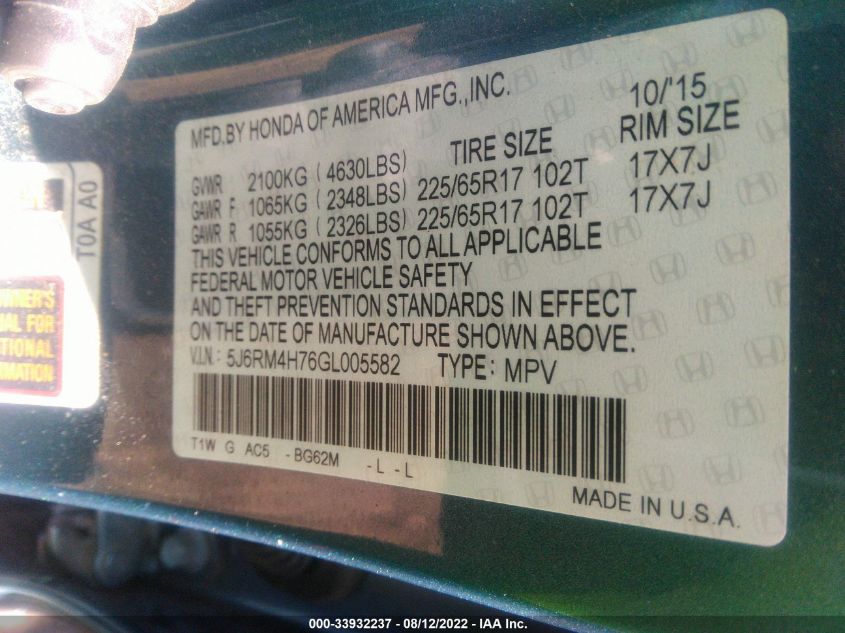 MFD.BY HONDA OF AMERICA MFG.,INC. 10/'15
TIRE SIZE RIM SIZE
GVWR 2100KG (4630LBS)
GAWR F 1065KG (2348LBS) 225/65R17 102T 17X7J
GAWR R 1055KG (2326LBS) 225/65R17 102T 17X7J
THIS VEHICLE CONFORMS TO ALL APPLICABLE
FEDERAL MOTOR VEHICLE SAFETY
AND THEFT PREVENTION STANDARDS IN EFFECT
ON THE DATE OF MANUFACTURE SHOWN ABOVE.
V.I.N.: 5J6RM4H76GL005582 TYPE: MPV
T1W G AC5 -BG62M -L -L
MADE IN U.S.A.
T0A A0
OWNER'S
FOR
000-33932237 - 08/12/2022 - IAA Inc.